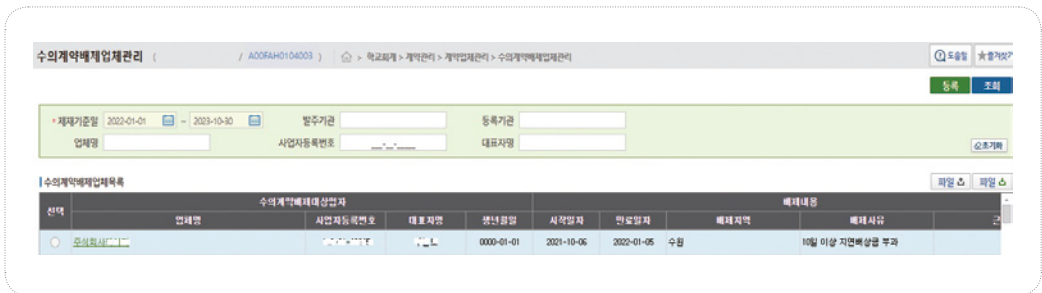 수의계약배제업체관리 ( / A00FAH0104003 ) > 학교회계 > 계약관리 > 계약업체관리 > 수의계약배제업체관리 도움말 ★즐겨찾기
등록 조회
*제재기준일 2022-01-01 ~ 2023-10-30 발주기관 등록기관
업체명 사업자등록번호 __-__-____ 대표자명 초기화
수의계약배제업체목록 파일 파일
선택 수의계약배제대상업자 배제내용
업체명 사업자등록번호 대표자명 생년월일 시작일자 만료일자 배제지역 배제사유
주식회사 0000-01-01 2021-10-06 2022-01-05 수원 10일 이상 지연배상금 부과